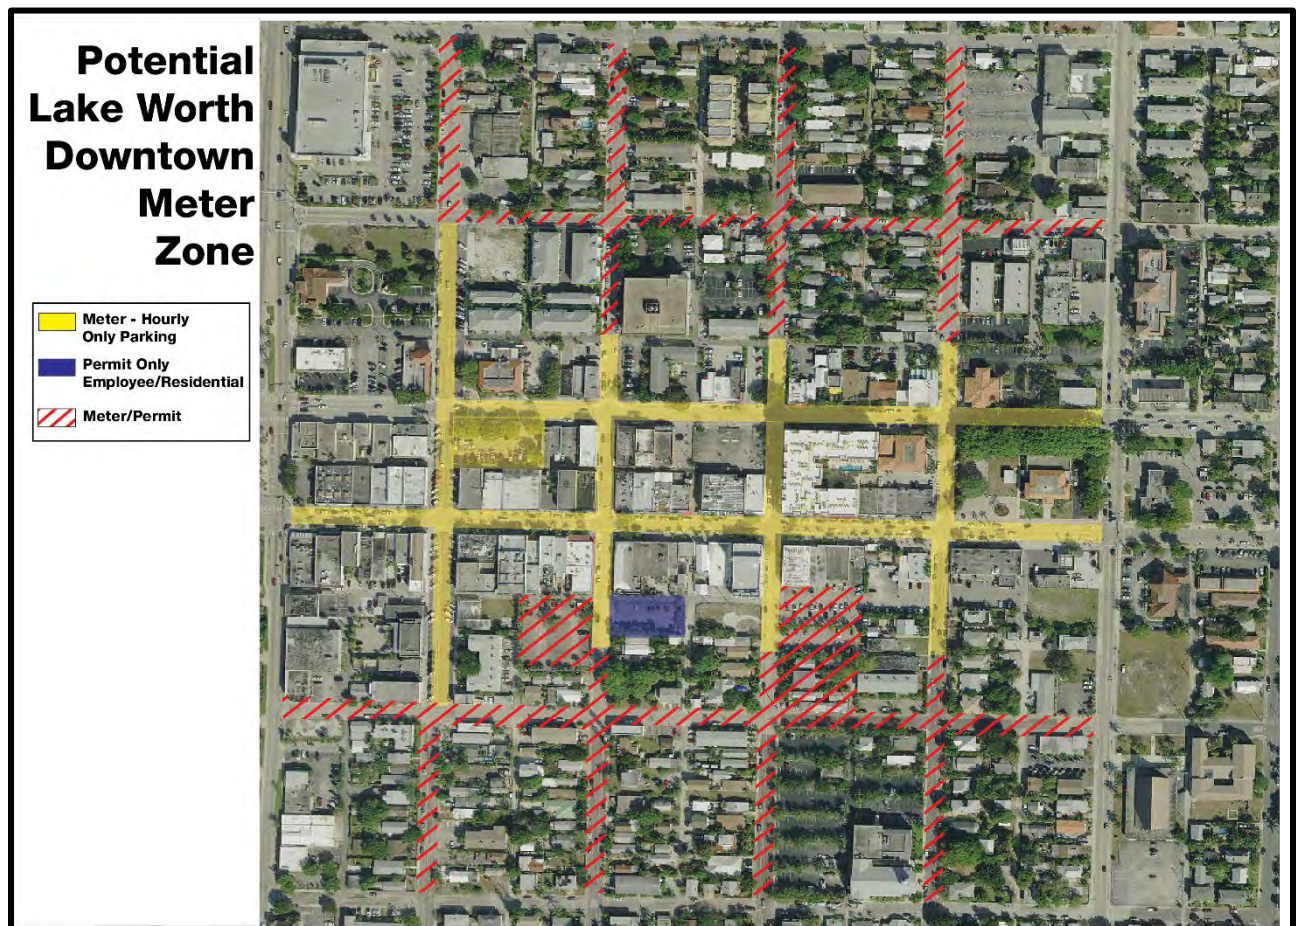 Potential
Lake Worth
Downtown
Meter
Zone
Meter - Hourly
Only Parking
Permit Only
Employee/Residential
Meter/Permit